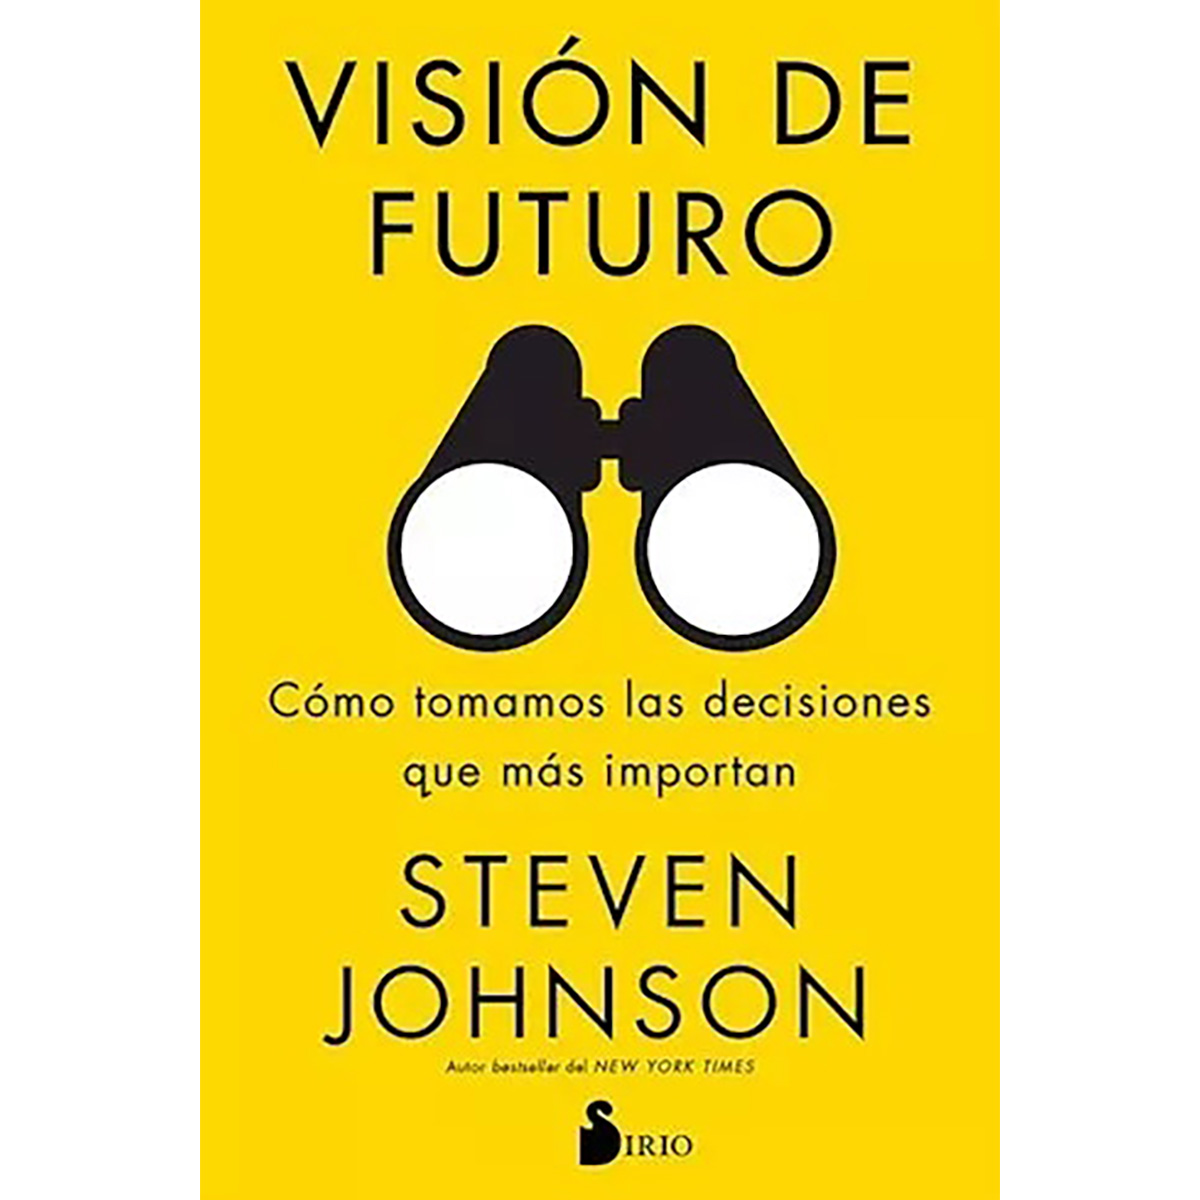 VISIÓN DE
FUTURO
Cómo tomamos las decisiones
que más importan
STEVEN
JOHNSON
Autor bestseller del NEW YORK TIMES
SIRIO